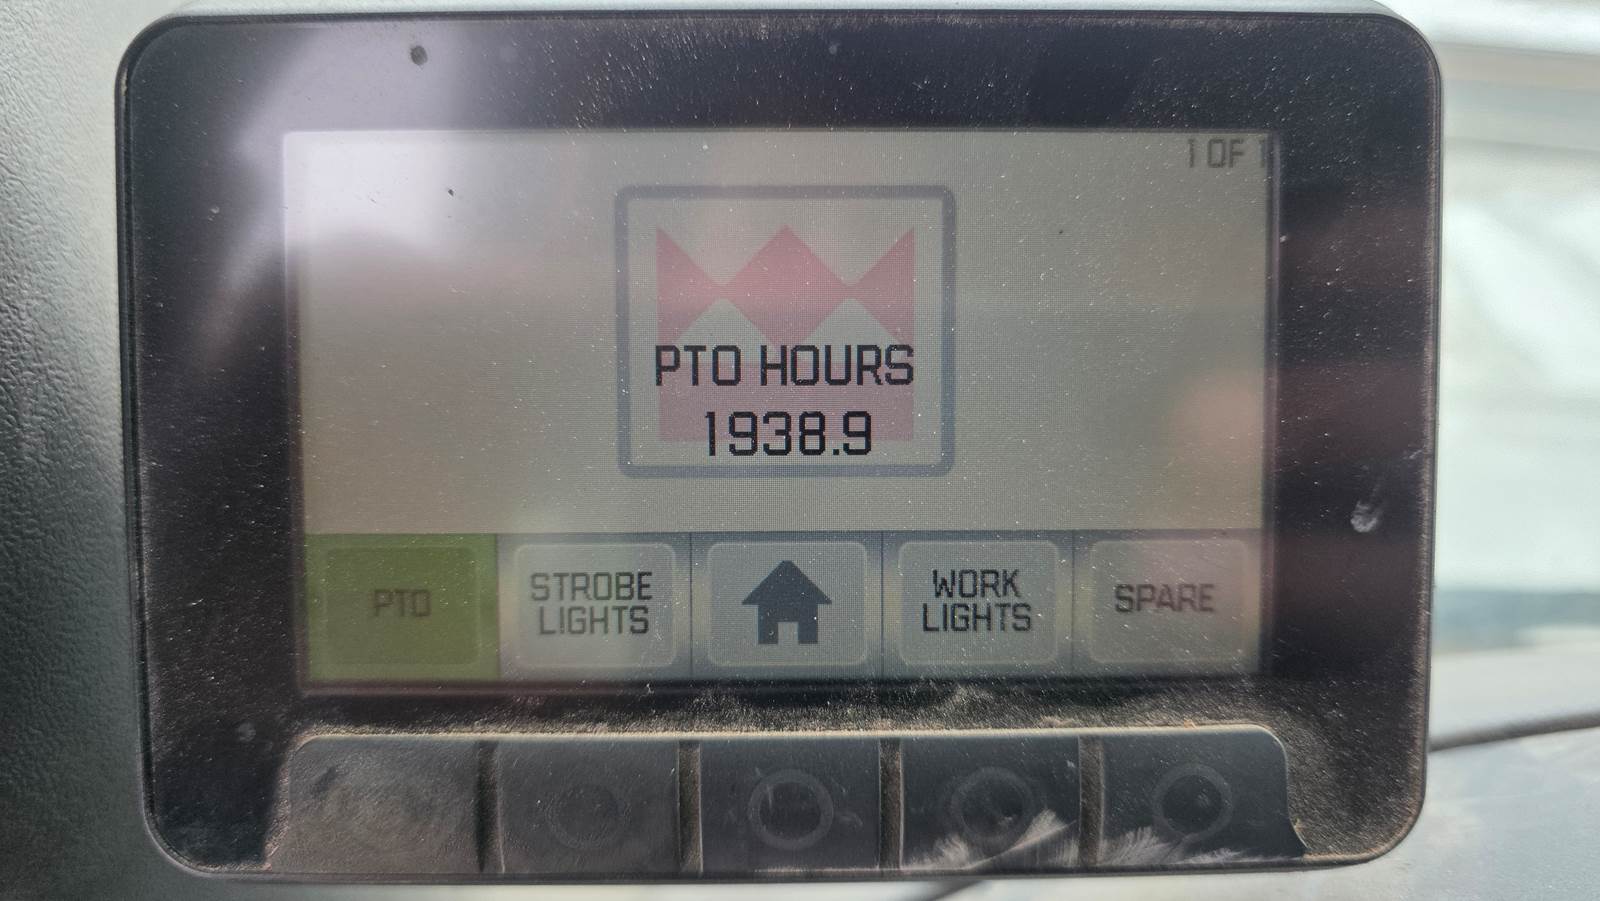 1 OF 1
PTO HOURS
1938.9
PTO
STROBE
LIGHTS
WORK
LIGHTS
SPARE